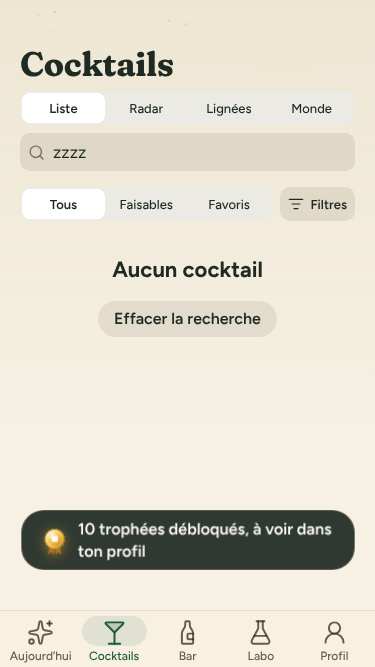 Cocktails
Liste
Radar
Lignées
Monde
zzzz
Tous
Faisables
Favoris
Filtres
Aucun cocktail
Effacer la recherche
10 trophées débloqués, à voir dans
ton profil
Aujourd'hui
Cocktails
Bar
Labo
Profil